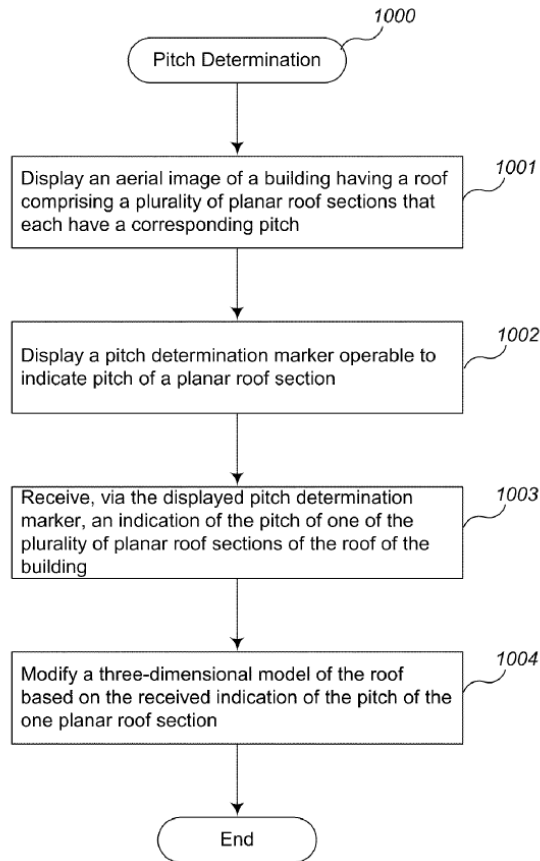 1000
Pitch Determination
1001
Display an aerial image of a building having a roof
comprising a plurality of planar roof sections that
each have a corresponding pitch
1002
Display a pitch determination marker operable to
indicate pitch of a planar roof section
1003
Receive, via the displayed pitch determination
marker, an indication of the pitch of one of the
plurality of planar roof sections of the roof of the
building
1004
Modify a three-dimensional model of the roof
based on the received indication of the pitch of the
one planar roof section
End